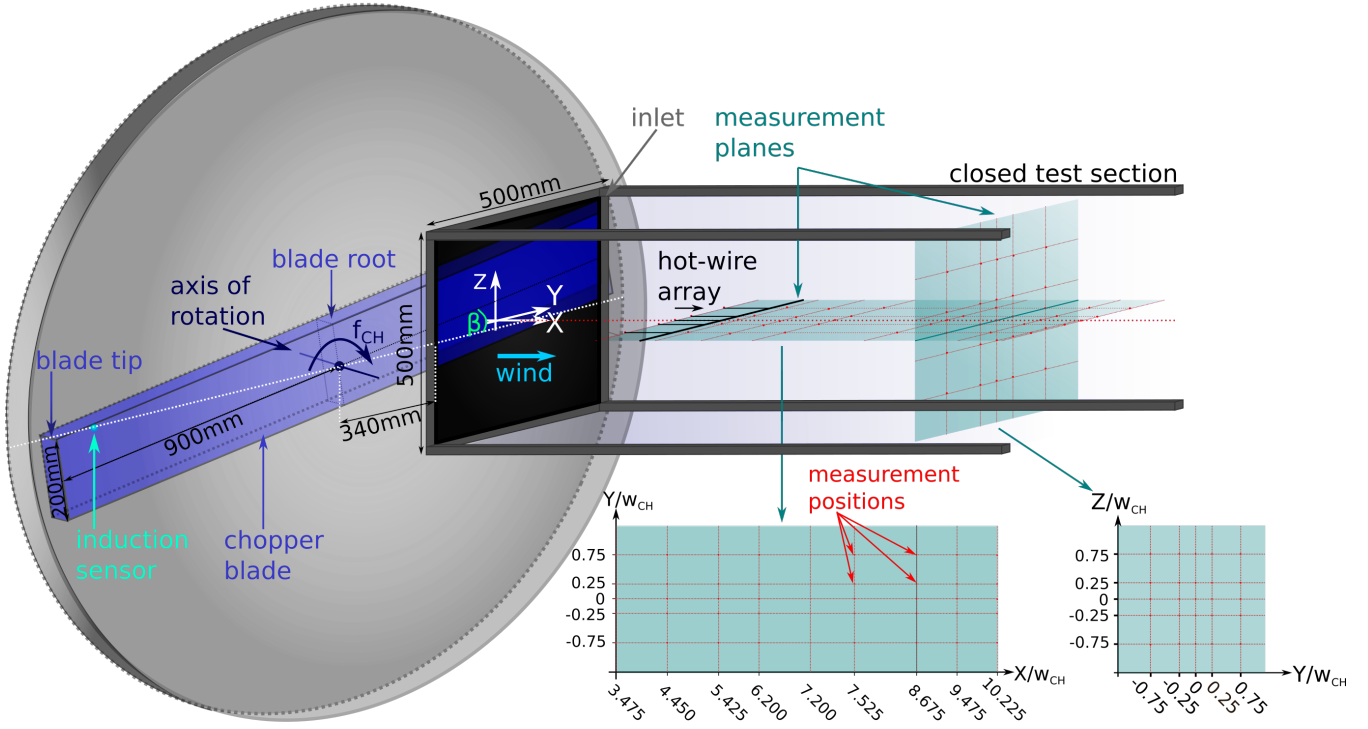 inlet
measurement
planes
closed test section
500mm
blade root
hot-wire
array
axis of
rotation
Z
Y
X
β
f_CH
500mm
wind
blade tip
340mm
900mm
200mm
induction
sensor
chopper
blade
measurement
positions
Y/w_CH
0.75
0.25
0
-0.25
-0.75
X/w_CH
3.475
4.450
5.425
6.200
7.200
7.525
8.675
9.475
10.225
Z/w_CH
0.75
0.25
0
-0.25
-0.75
Y/w_CH
-0.75
-0.25
0
0.25
0.75